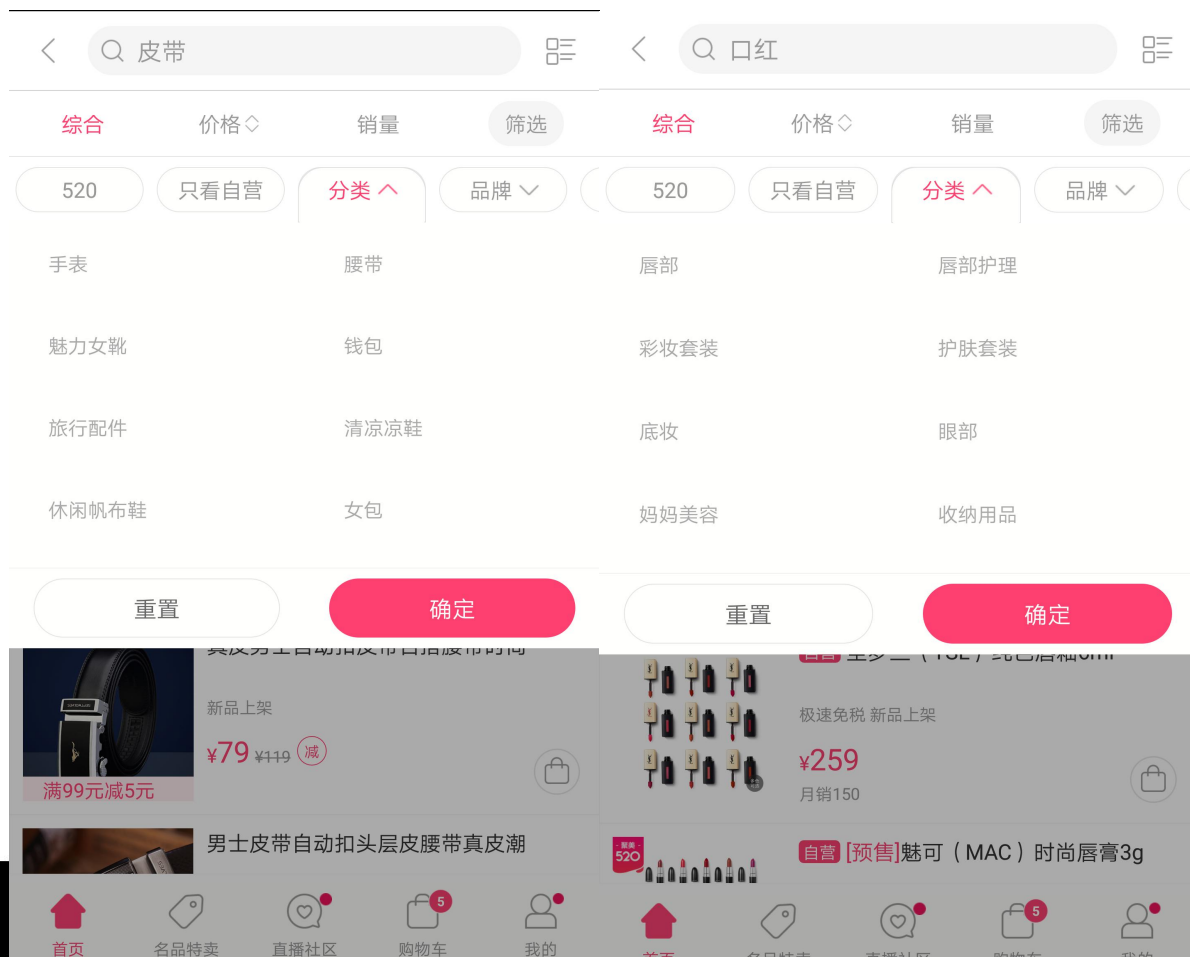 皮带
综合 价格 销量 筛选
520 只看自营 分类 品牌
手表 腰带
魅力女靴 钱包
旅行配件 清凉凉鞋
休闲帆布鞋 女包
重置 确定
新品上架
¥79 ¥119 减
满99元减5元
男士皮带自动扣头层皮腰带真皮潮
5
首页 名品特卖 直播社区 购物车 我的
口红
综合 价格 销量 筛选
520 只看自营 分类 品牌
唇部 唇部护理
彩妆套装 护肤套装
底妆 眼部
妈妈美容 收纳用品
重置 确定
极速免税 新品上架
¥259
月销150
聚美
520
自营 [预售]魅可（MAC）时尚唇膏3g
5